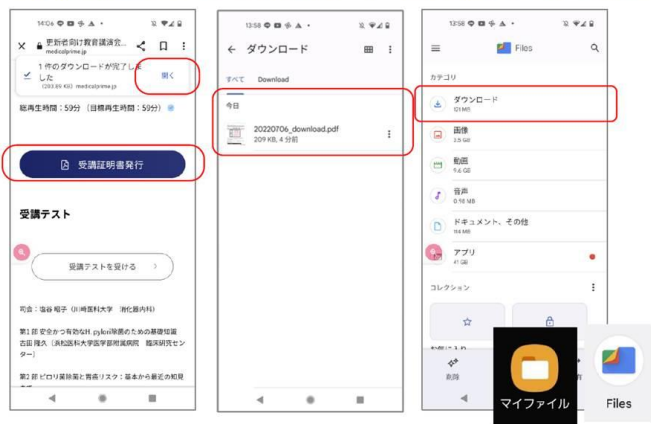 14:06
更新者向け教育講演会...
medicalprime.jp
1 件のダウンロードが完了しま
した
(203.89 KB) medicalprime.jp
開く
総再生時間：59分 （目標再生時間：59分）
受講証明書発行
受講テスト
受講テストを受ける
司会：塩谷 昭子（川崎医科大学 消化器内科）
第1部 安全かつ有効なH. pylori除菌のための基礎知識
古田 隆久（浜松医科大学医学部附属病院 臨床研究セン
ター）
第2部 ピロリ菌除菌と胃癌リスク：基本から最近の知見
まで
13:58
ダウンロード
すべて Download
今日
20220706_download.pdf
209 KB, 4 分前
13:58
Files
カテゴリ
ダウンロード
121 MB
画像
動画
音声
0.98 MB
ドキュメント、その他
アプリ
41 GB
コレクション
お気に入り
削除
マイファイル
Files